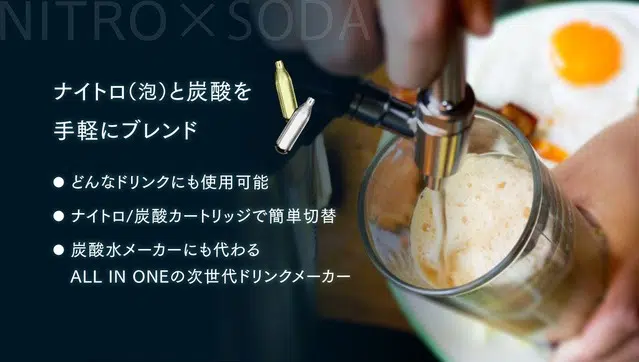 NITRO×SODA
ナイトロ（泡）と炭酸を
手軽にブレンド
● どんなドリンクにも使用可能
● ナイトロ/炭酸カートリッジで簡単切替
● 炭酸水メーカーにも代わる
ALL IN ONEの次世代ドリンクメーカー